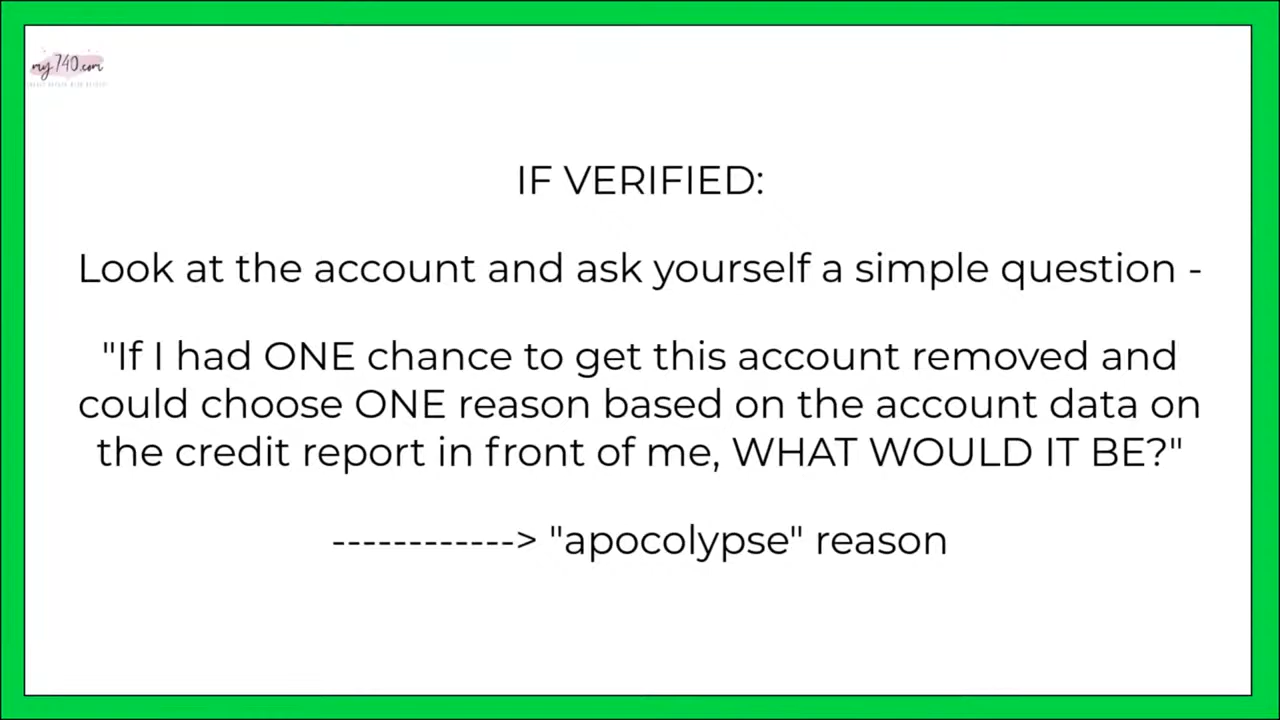 my740.com
IF VERIFIED:
Look at the account and ask yourself a simple question -
"If I had ONE chance to get this account removed and
could choose ONE reason based on the account data on
the credit report in front of me, WHAT WOULD IT BE?"
------------> "apocolypse" reason